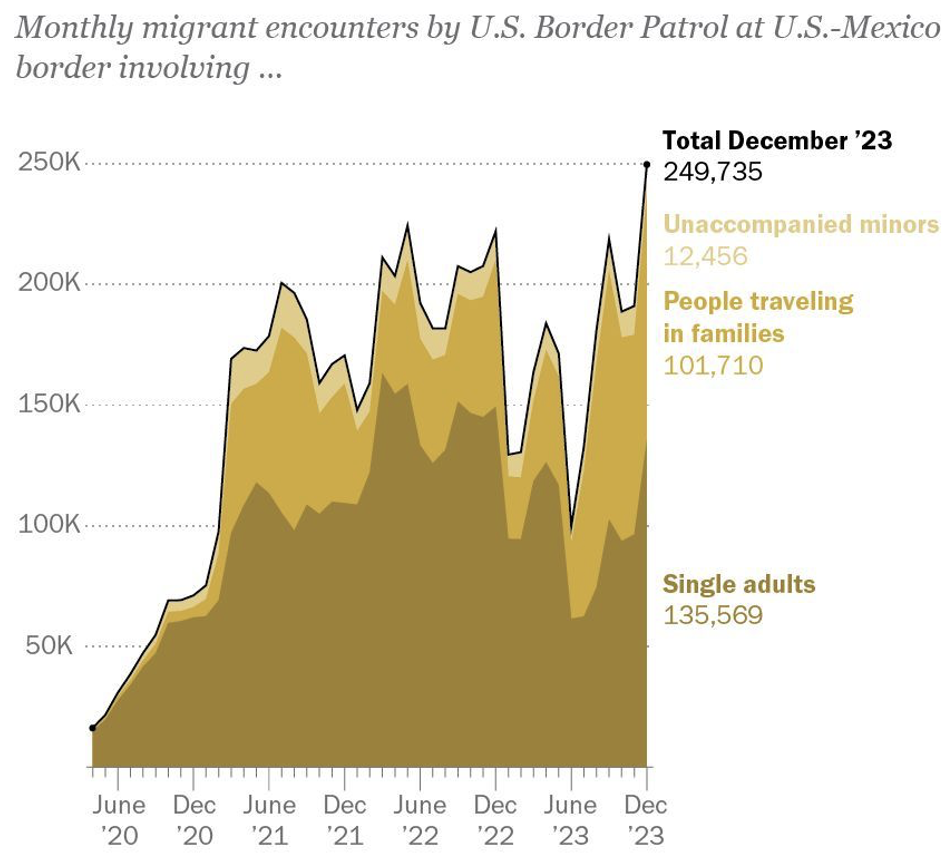 Monthly migrant encounters by U.S. Border Patrol at U.S.-Mexico
border involving ...
Total December ’23
249,735
Unaccompanied minors
12,456
People traveling
in families
101,710
Single adults
135,569
250K
200K
150K
100K
50K
June Dec June Dec June Dec June Dec
’20 ’20 ’21 ’21 ’22 ’22 ’23 ’23